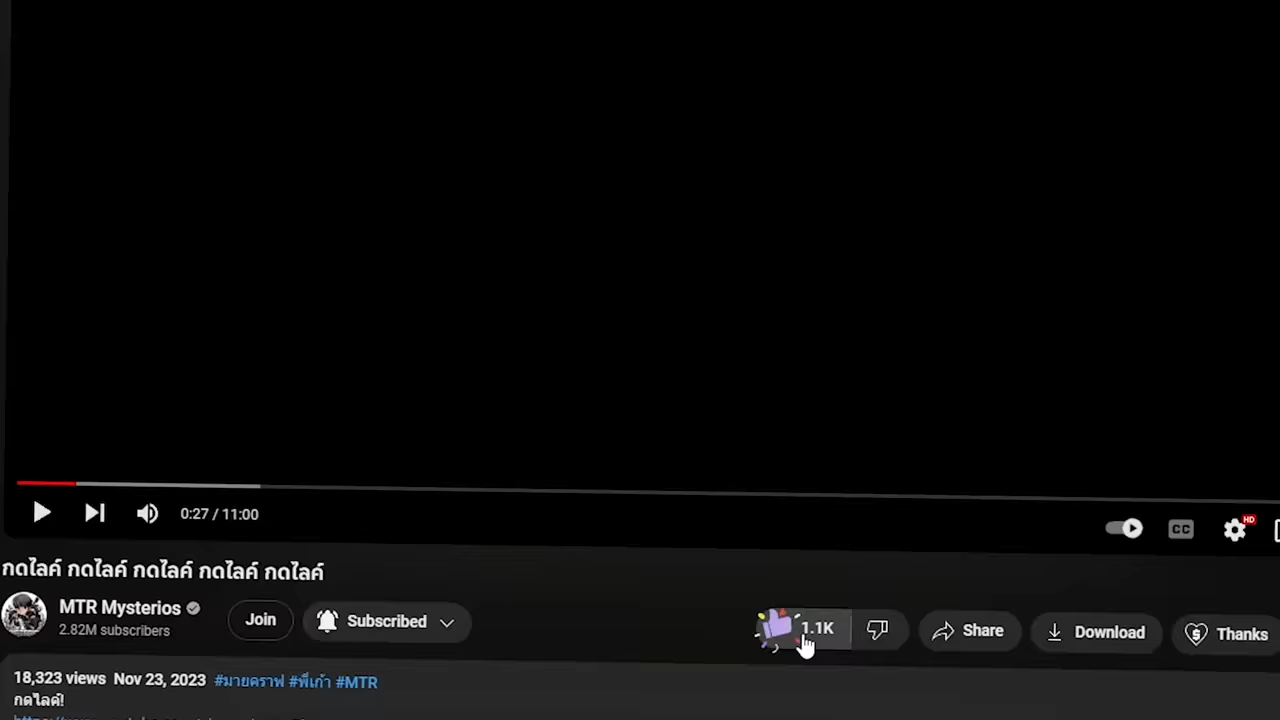 0:27 / 11:00
CC
HD
กดไลค์ กดไลค์ กดไลค์ กดไลค์ กดไลค์
MTR Mysterios
2.82M subscribers
Join
Subscribed
1.1K
Share
Download
Thanks
18,323 views Nov 23, 2023 #มายคราฟ #พี่เก้า #MTR
กดไลค์!